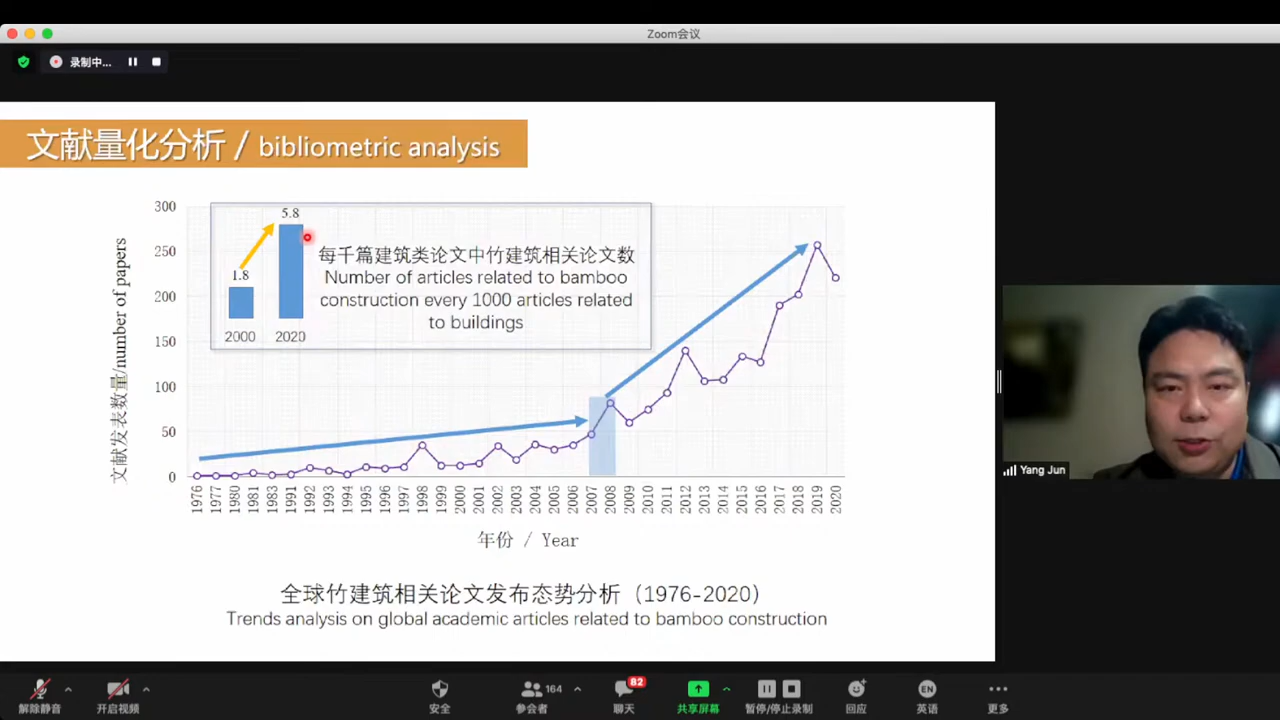 Zoom会议
录制中...
文献量化分析 / bibliometric analysis
文献发表数量/number of papers
300
250
200
150
100
50
0
5.8
1.8
2000
2020
每千篇建筑类论文中竹建筑相关论文数
Number of articles related to bamboo
construction every 1000 articles related
to buildings
1976 1977 1980 1981 1983 1991 1992 1993 1994 1995 1996 1997 1998 1999 2000 2001 2002 2003 2004 2005 2006 2007 2008 2009 2010 2011 2012 2013 2014 2015 2016 2017 2018 2019 2020
年份 / Year
全球竹建筑相关论文发布态势分析（1976-2020）
Trends analysis on global academic articles related to bamboo construction
Yang Jun
解除静音
开启视频
安全
164
参会者
82
聊天
共享屏幕
暂停/停止录制
回应
EN
英语
更多